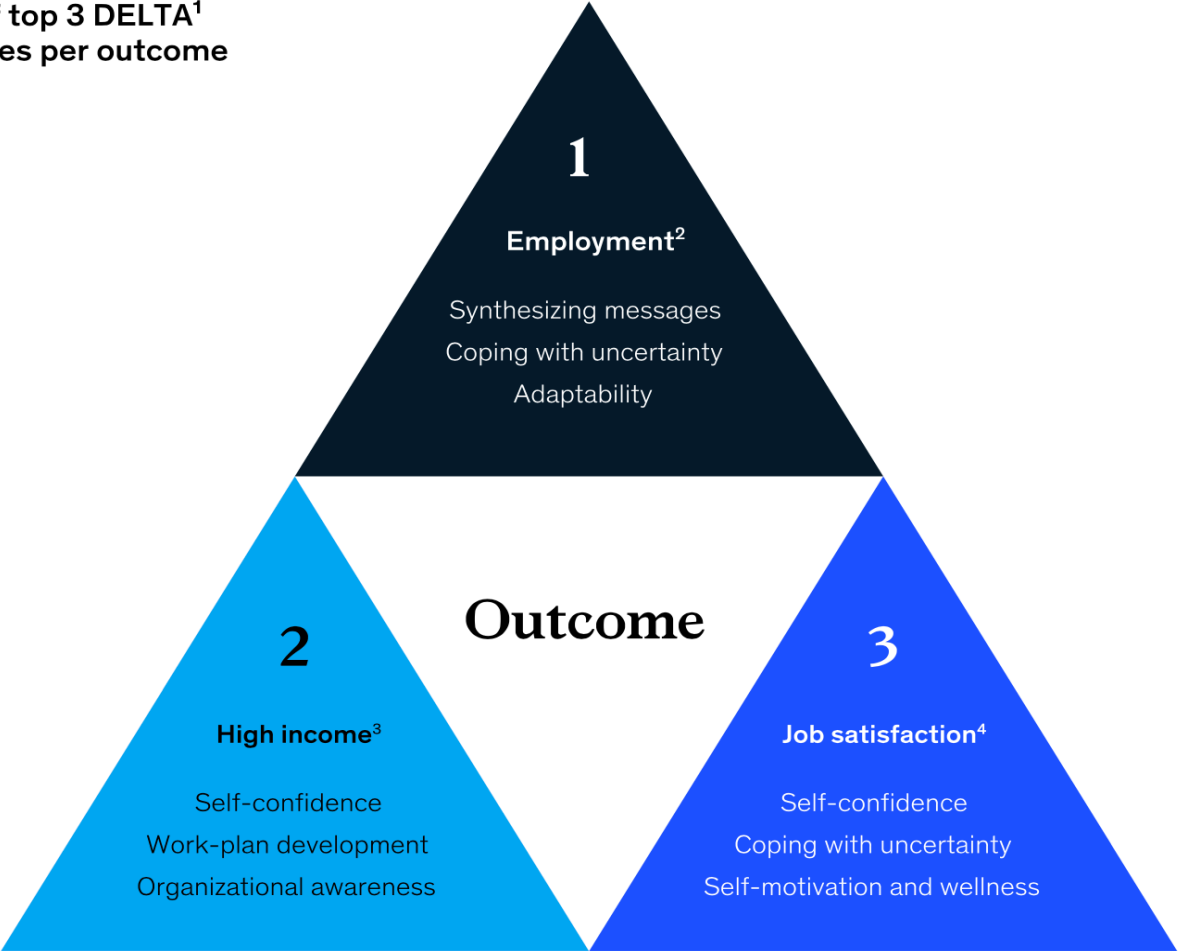 top 3 DELTA¹
es per outcome
1
Employment²
Synthesizing messages
Coping with uncertainty
Adaptability
Outcome
2
High income³
Self-confidence
Work-plan development
Organizational awareness
3
Job satisfaction⁴
Self-confidence
Coping with uncertainty
Self-motivation and wellness